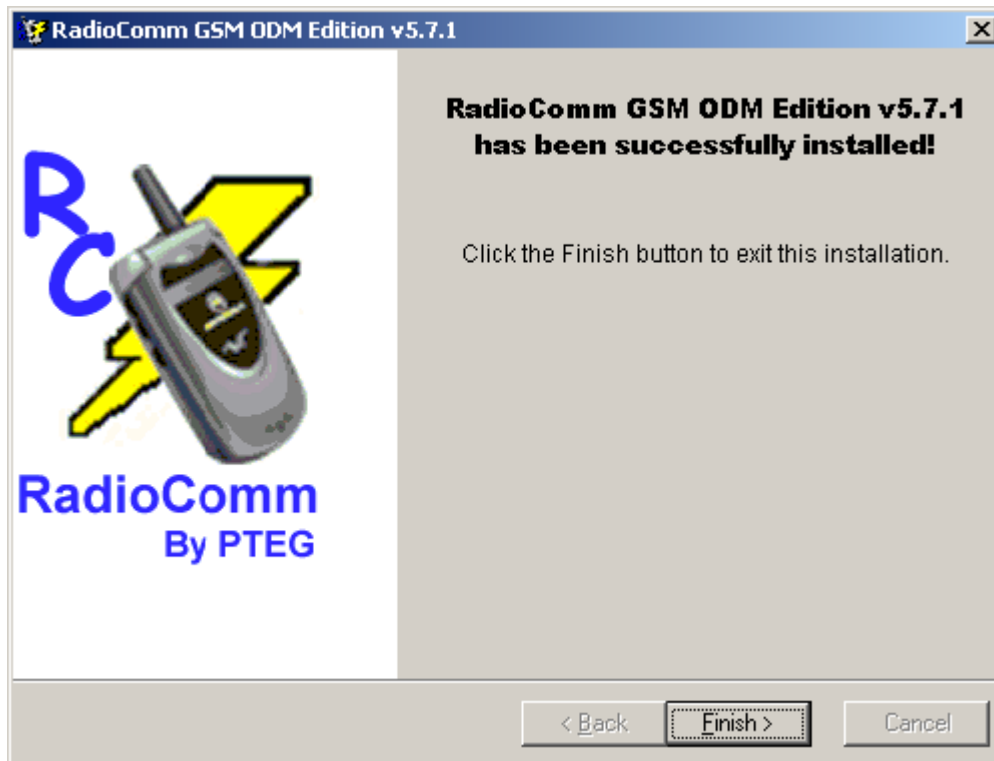 RadioComm GSM ODM Edition v5.7.1
RadioComm GSM ODM Edition v5.7.1
has been successfully installed!
Click the Finish button to exit this installation.
RC
RadioComm
By PTEG
< Back
Finish >
Cancel